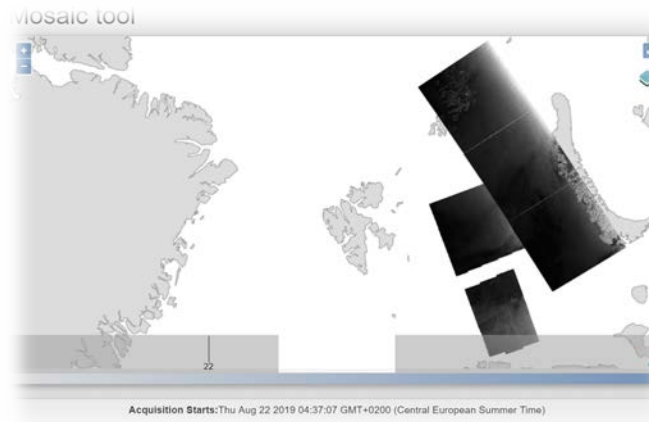 Mosaic tool
+
−
22
Acquisition Starts:Thu Aug 22 2019 04:37:07 GMT+0200 (Central European Summer Time)